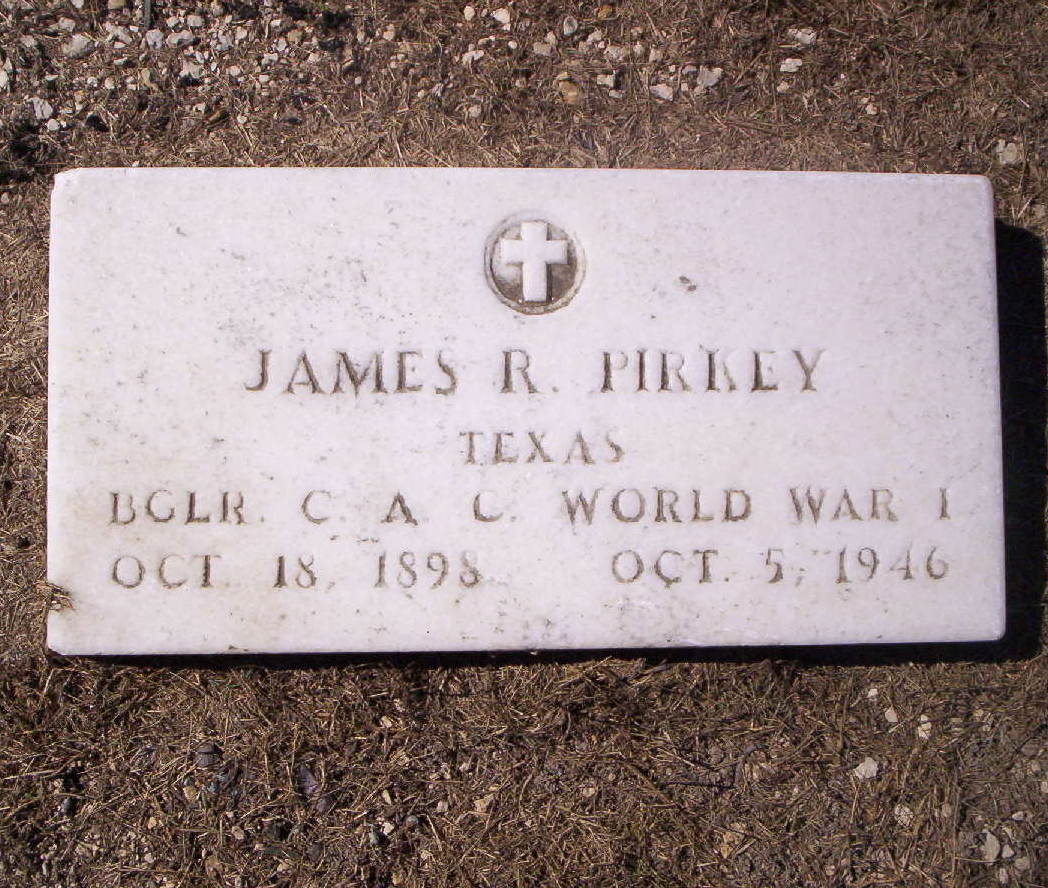 JAMES R. PIRKEY
TEXAS
BGLR. C. A. C. WORLD WAR I
OCT. 18, 1898 OCT. 5, 1946